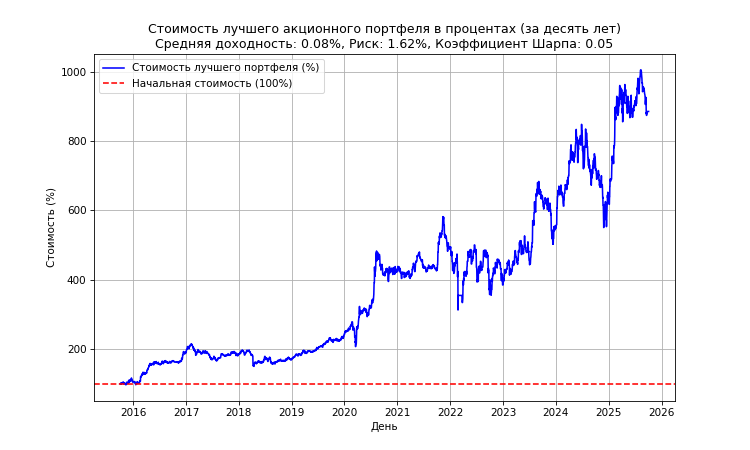 Стоимость лучшего акционного портфеля в процентах (за десять лет)
Средняя доходность: 0.08%, Риск: 1.62%, Коэффициент Шарпа: 0.05
Стоимость лучшего портфеля (%)
Начальная стоимость (100%)
Стоимость (%)
1000
800
600
400
200
2016 2017 2018 2019 2020 2021 2022 2023 2024 2025 2026
День